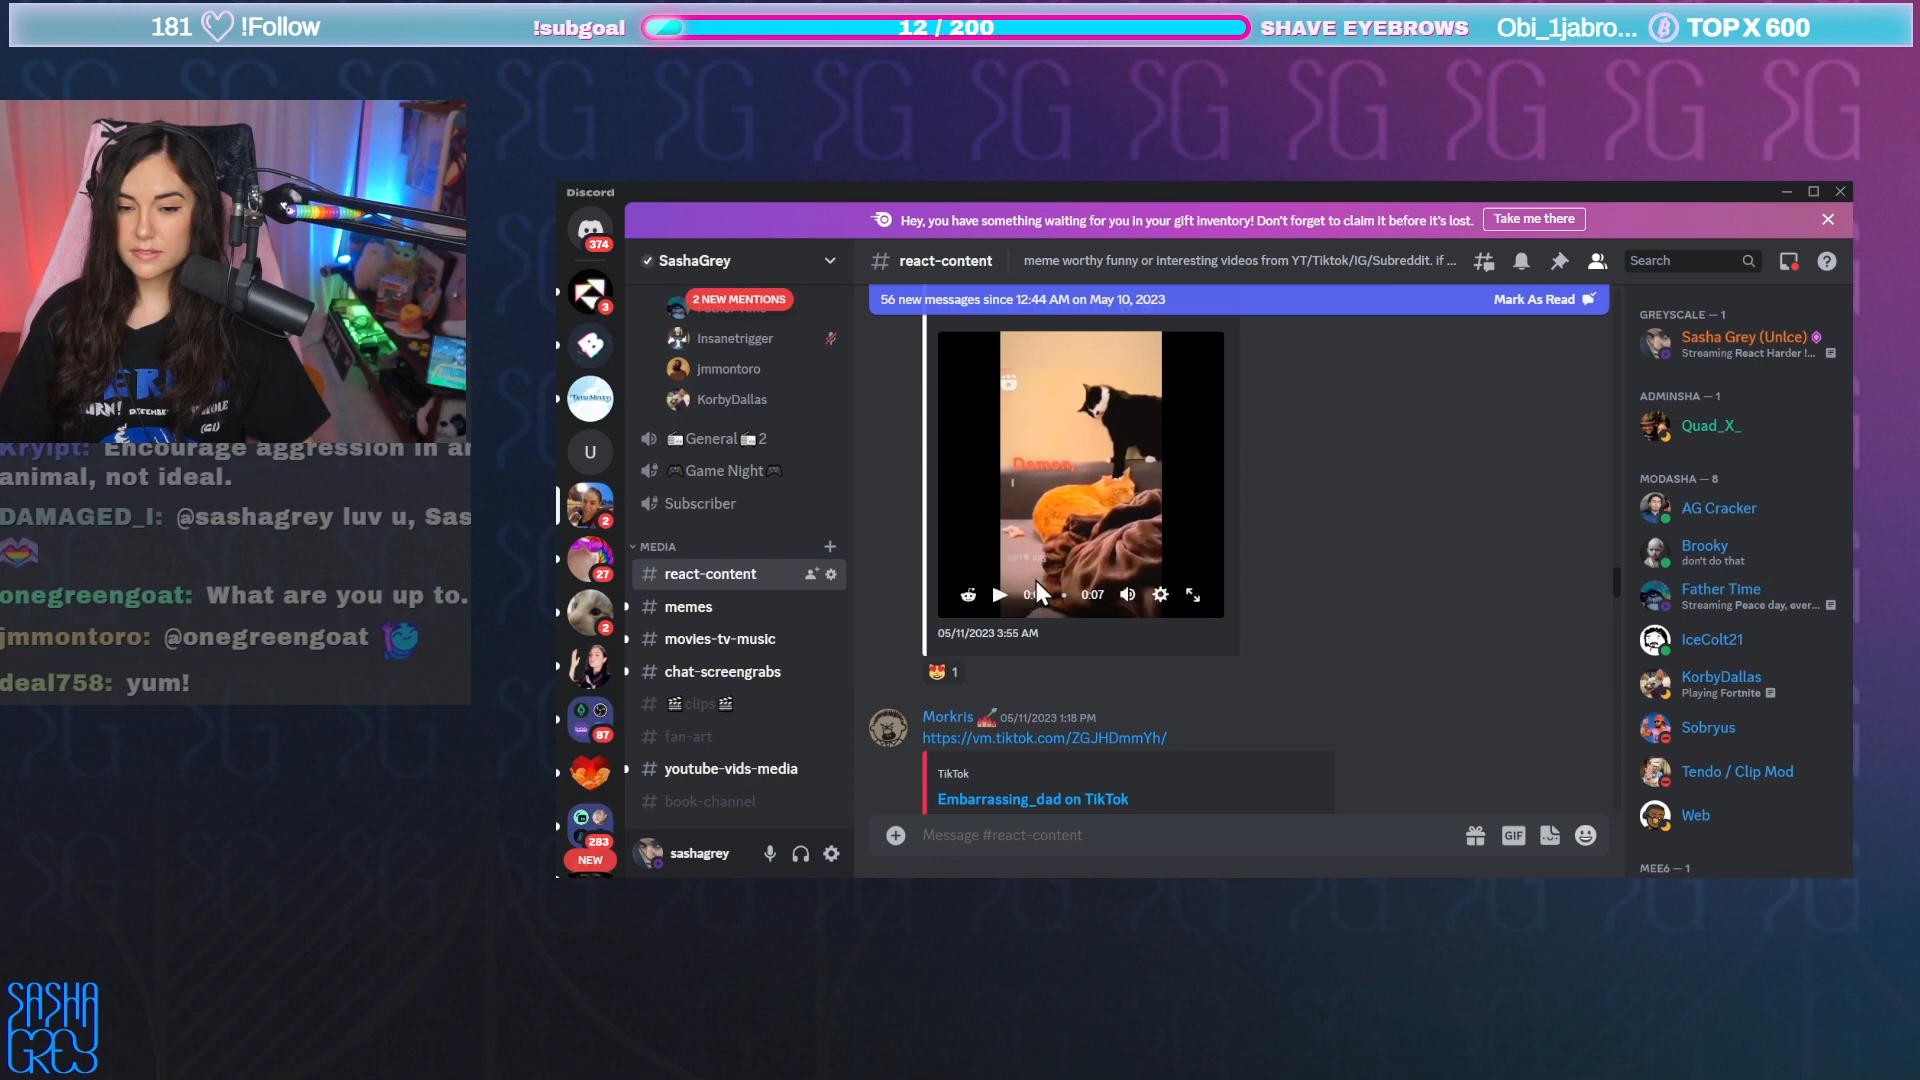 181 !Follow
!subgoal
12 / 200
SHAVE EYEBROWS
Obi_1jabro...
TOP X 600
Krylpt: Encourage aggression in an
animal, not ideal.
DAMAGED_I: @sashagrey luv u, Sas
onegreengoat: What are you up to.
jmmontoro: @onegreengoat
deal758: yum!
SASHA
GREY
Discord
374
3
U
2
27
2
87
283
NEW
Hey, you have something waiting for you in your gift inventory! Don't forget to claim it before it's lost.
Take me there
SashaGrey
2 NEW MENTIONS
Insanetrigger
jmmontoro
KorbyDallas
General 2
Game Night
Subscriber
MEDIA
# react-content
# memes
# movies-tv-music
# chat-screengrabs
# clips
# fan-art
# youtube-vids-media
# book-channel
sashagrey
# react-content
meme worthy funny or interesting videos from YT/Tiktok/IG/Subreddit. if ...
Search
56 new messages since 12:44 AM on May 10, 2023
Mark As Read
Damon,
I
0:07
05/11/2023 3:55 AM
1
Morkris 05/11/2023 1:18 PM
https://vm.tiktok.com/ZGJHDmmYh/
TikTok
Embarrassing_dad on TikTok
Message #react-content
GIF
GREYSCALE — 1
Sasha Grey (Unlce)
Streaming React Harder !...
ADMINSHA — 1
Quad_X_
MODASHA — 8
AG Cracker
Brooky
don't do that
Father Time
Streaming Peace day, ever...
IceColt21
KorbyDallas
Playing Fortnite
Sobryus
Tendo / Clip Mod
Web
MEE6 — 1